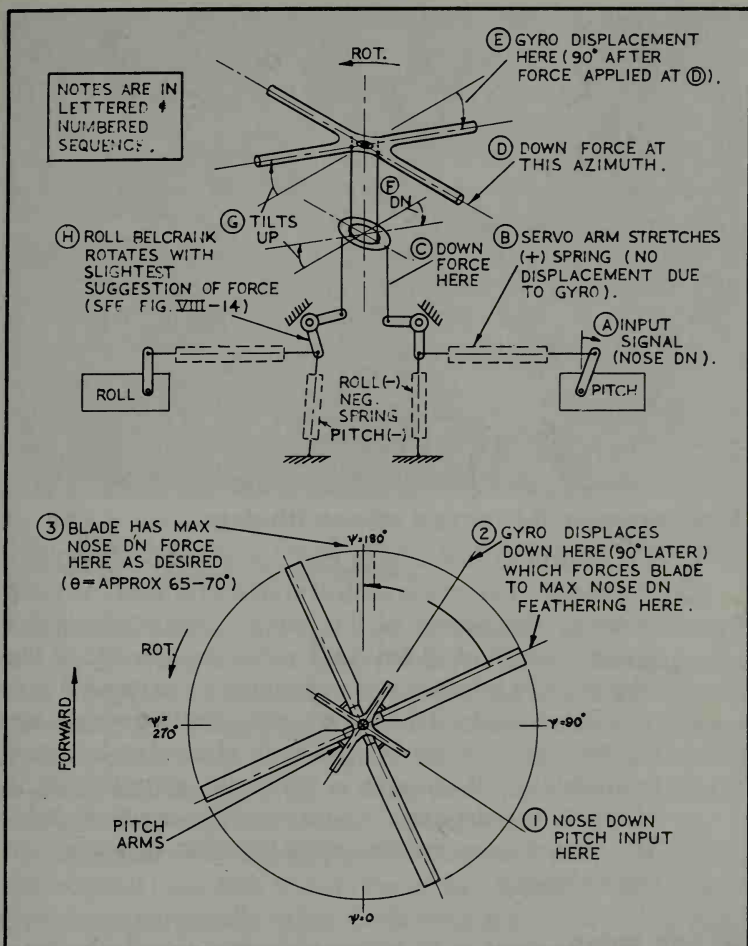 NOTES ARE IN
LETTERED &
NUMBERED
SEQUENCE.
ROT.
Ⓔ GYRO DISPLACEMENT
HERE (90° AFTER
FORCE APPLIED AT Ⓓ).
Ⓓ DOWN FORCE AT
THIS AZIMUTH.
Ⓕ
DN
Ⓖ TILTS
UP
Ⓗ ROLL BELCRANK
ROTATES WITH
SLIGHTEST
SUGGESTION OF FORCE
(SEE FIG. VIII-14)
Ⓒ DOWN
FORCE
HERE
Ⓑ SERVO ARM STRETCHES
(+) SPRING (NO
DISPLACEMENT DUE
TO GYRO).
Ⓐ INPUT
SIGNAL
(NOSE DN).
ROLL
ROLL(-)
NEG.
SPRING
PITCH(-)
PITCH
③ BLADE HAS MAX
NOSE DN FORCE
HERE AS DESIRED
(θ=APPROX 65-70°)
ψ=180°
② GYRO DISPLACES
DOWN HERE (90° LATER)
WHICH FORCES BLADE
TO MAX NOSE DN
FEATHERING HERE.
ROT.
FORWARD
ψ=
270°
ψ=90°
PITCH
ARMS
① NOSE DOWN
PITCH INPUT
HERE
ψ=0